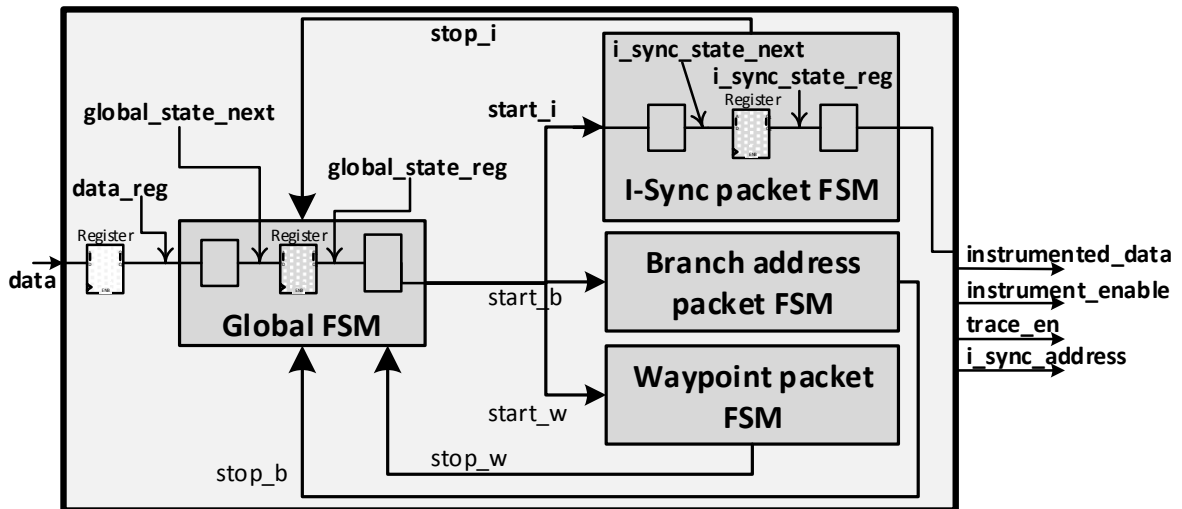 stop_i
i_sync_state_next
i_sync_state_reg
Register
global_state_next
start_i
global_state_reg
I-Sync packet FSM
data_reg
Register
Register
data
Global FSM
start_b
Branch address
packet FSM
instrumented_data
instrument_enable
trace_en
i_sync_address
Waypoint packet
FSM
start_w
stop_w
stop_b